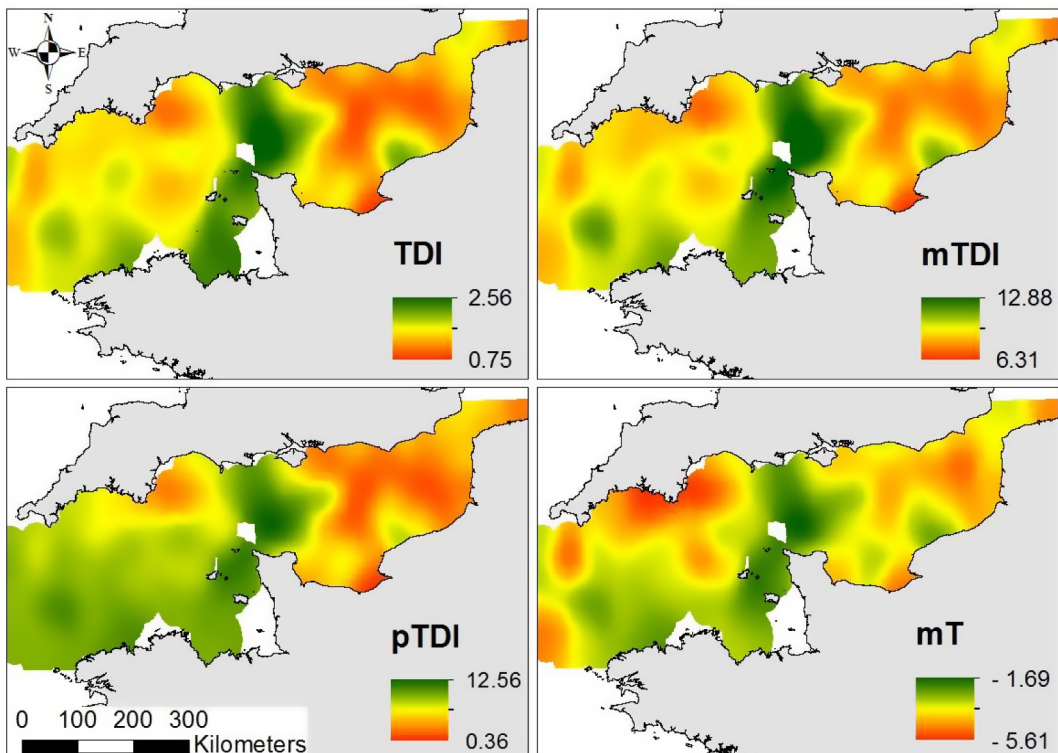 N
W E
S
TDI
2.56
0.75
mTDI
12.88
6.31
pTDI
12.56
0.36
0 100 200 300
Kilometers
mT
- 1.69
- 5.61